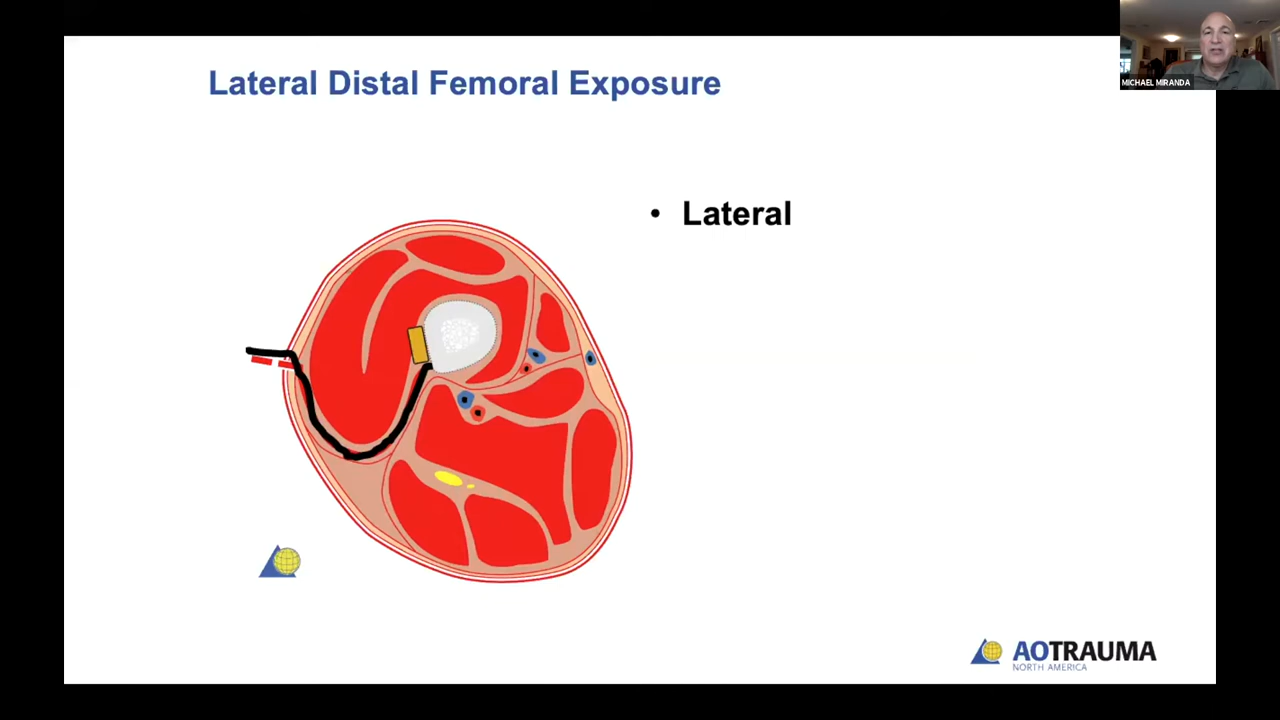 Lateral Distal Femoral Exposure
MICHAEL MIRANDA
• Lateral
AOTRAUMA
NORTH AMERICA